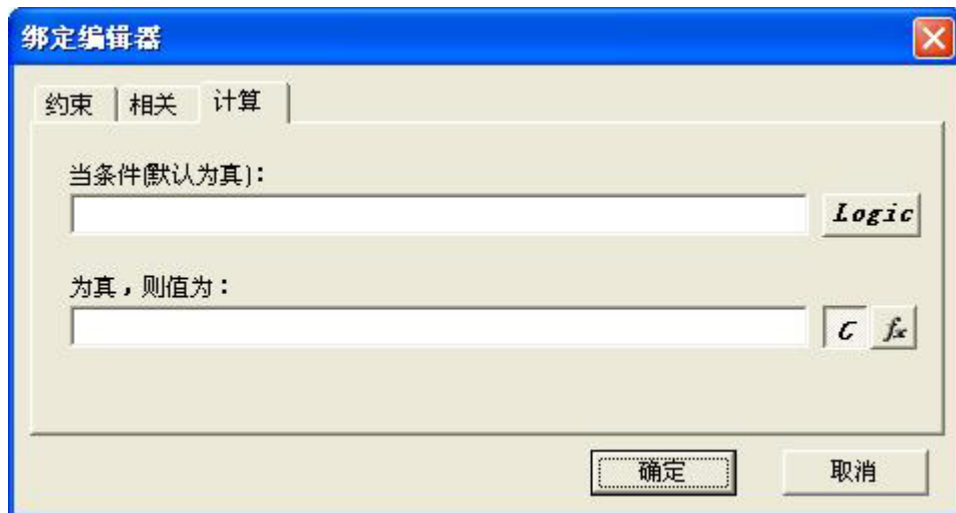 绑定编辑器
约束 相关 计算
当条件(默认为真):
Logic
为真，则值为：
C fx
确定 取消